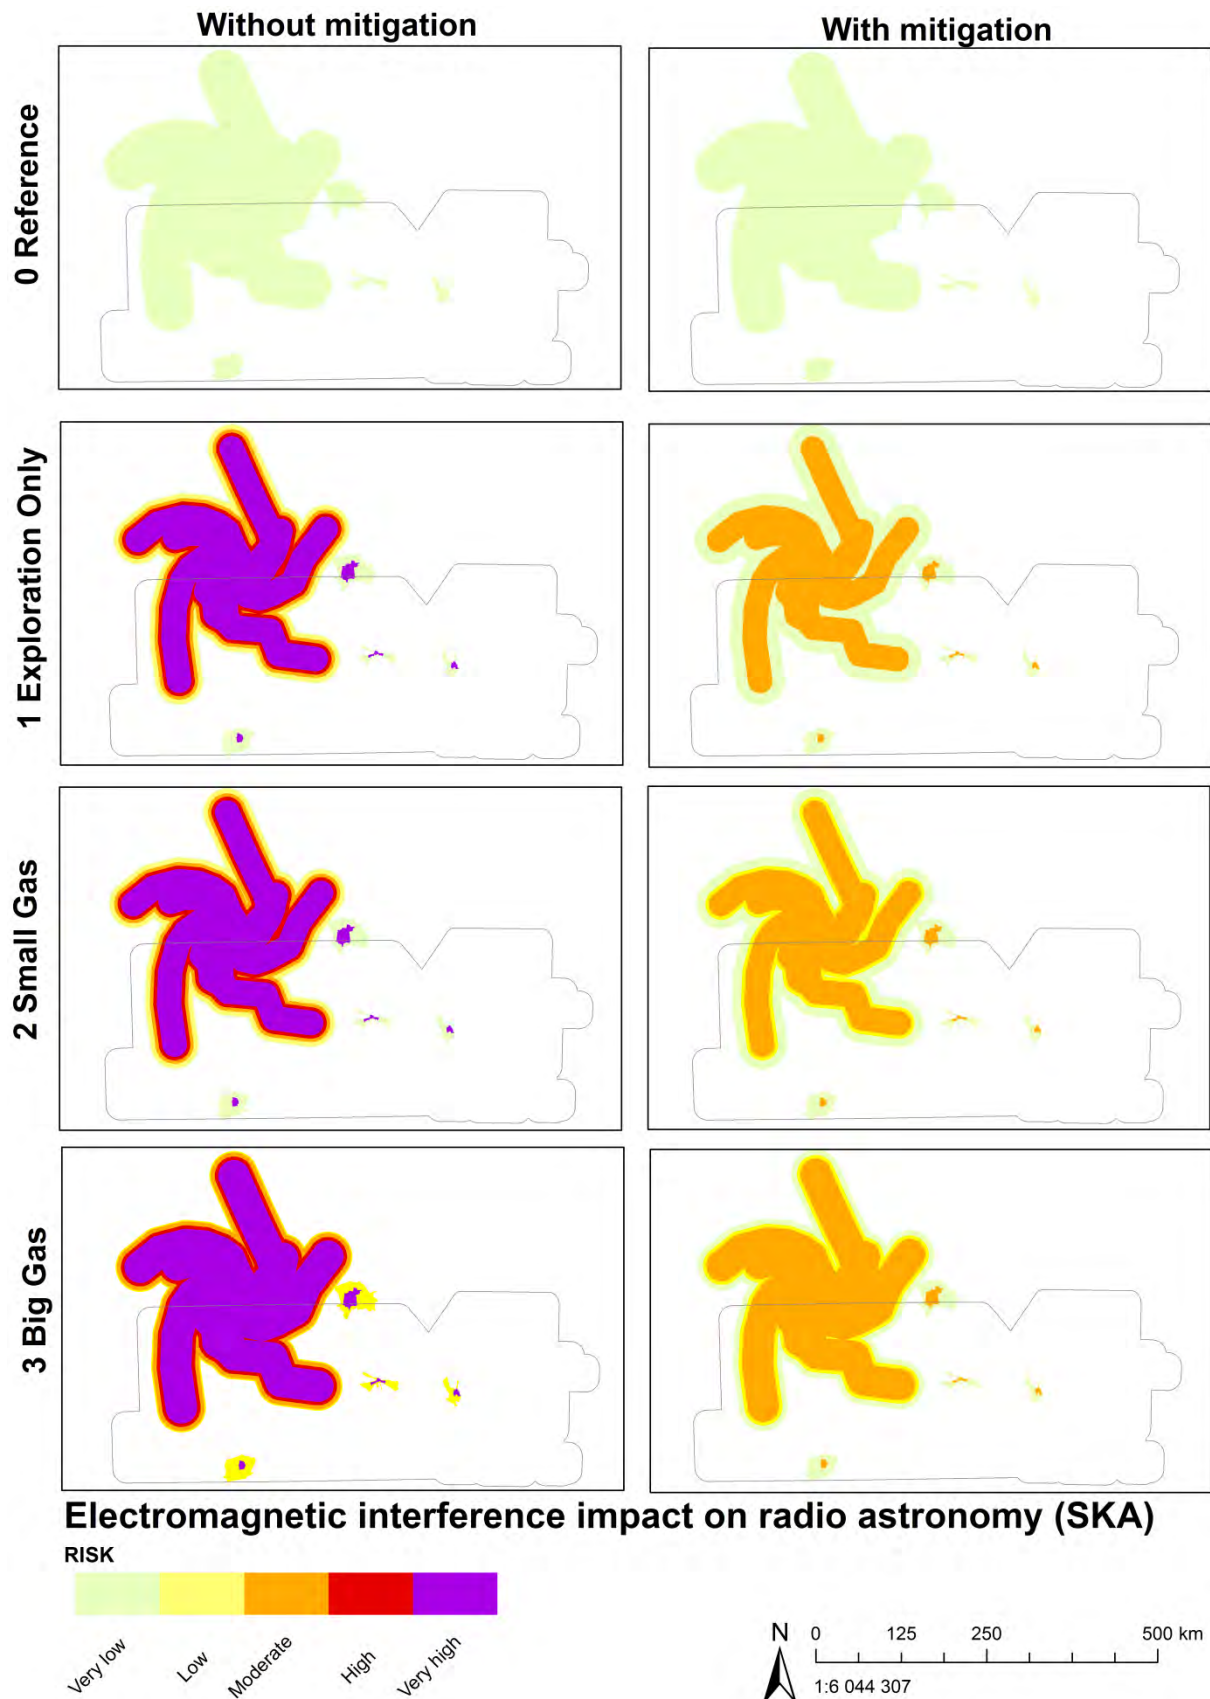 Without mitigation
With mitigation
0 Reference
1 Exploration Only
2 Small Gas
3 Big Gas
Electromagnetic interference impact on radio astronomy (SKA)
RISK
Very low
Low
Moderate
High
Very high
N
0 125 250 500 km
1:6 044 307